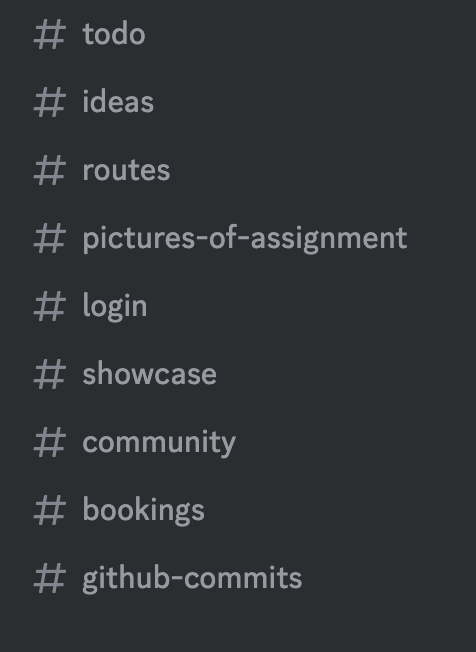 # todo
# ideas
# routes
# pictures-of-assignment
# login
# showcase
# community
# bookings
# github-commits